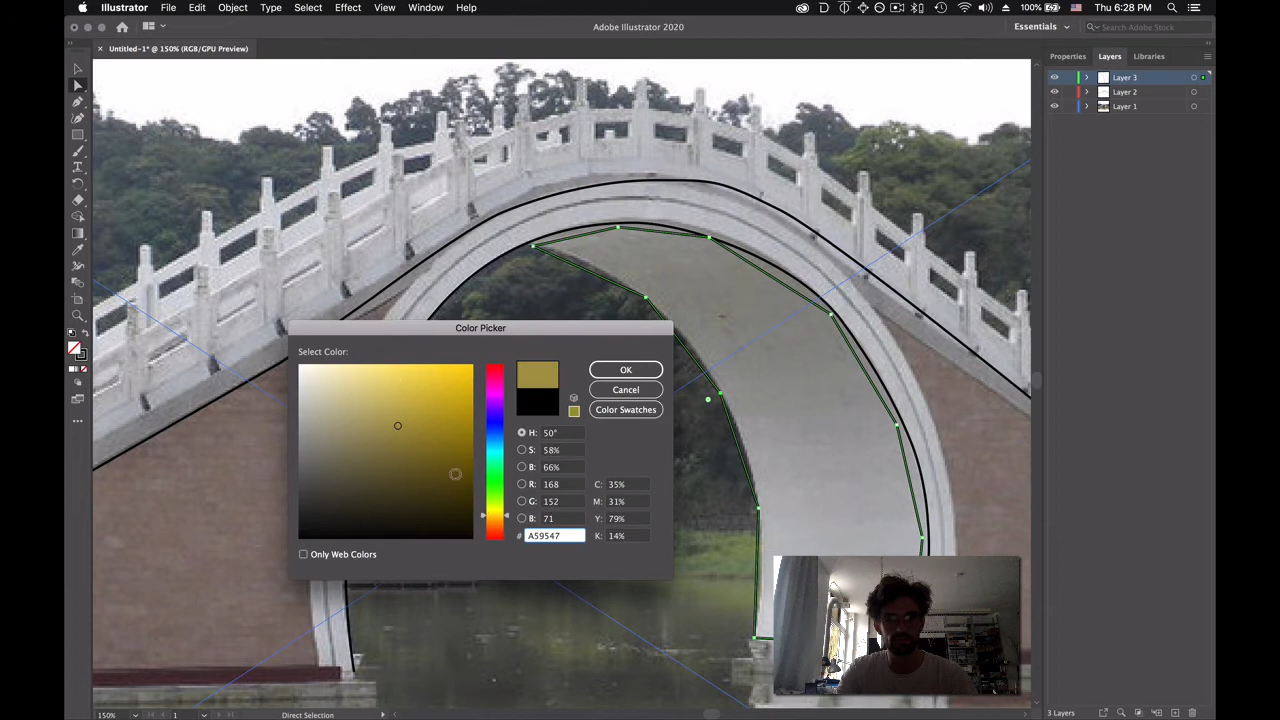 Illustrator File Edit Object Type Select Effect View Window Help 100% Thu 6:28 PM
Adobe Illustrator 2020 Essentials Search Adobe Stock
× Untitled-1* @ 150% (RGB/GPU Preview) Properties Layers Libraries
Layer 3
Layer 2
Layer 1
Color Picker
Select Color:
OK
Cancel
Color Swatches
H: 50°
S: 58%
B: 66%
R: 168 C: 35%
G: 152 M: 31%
B: 71 Y: 79%
# A59547 K: 14%
Only Web Colors
150% 1 Direct Selection 3 Layers